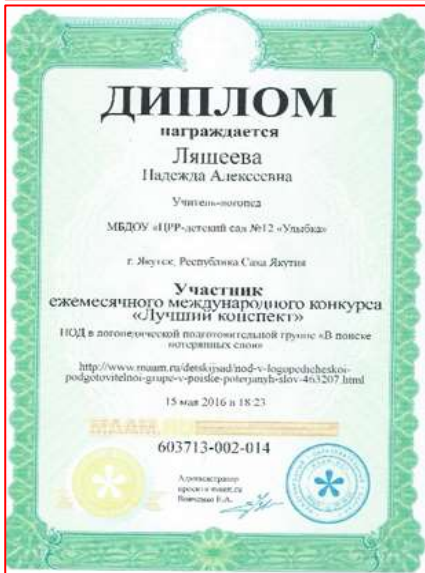 ДИПЛОМ
награждается
Ляшеева
Надежда Алексеевна
Учитель-логопед
МБДОУ «ЦРР-детский сад №12 «Улыбка»
г. Якутск, Республика Саха Якутия
Участник
ежемесячного международного конкурса
«Лучший конспект»
НОД в логопедической подготовительной группе «В поиске
потерянных слов»
http://www.maam.ru/detskijsad/nod-v-logopedicheskoi-
podgotovitelnoi-grupe-v-poiske-poterjanyh-slov-463207.html
15 мая 2016 в 18:23
МААМ
603713-002-014
Администратор
проекта maam.ru